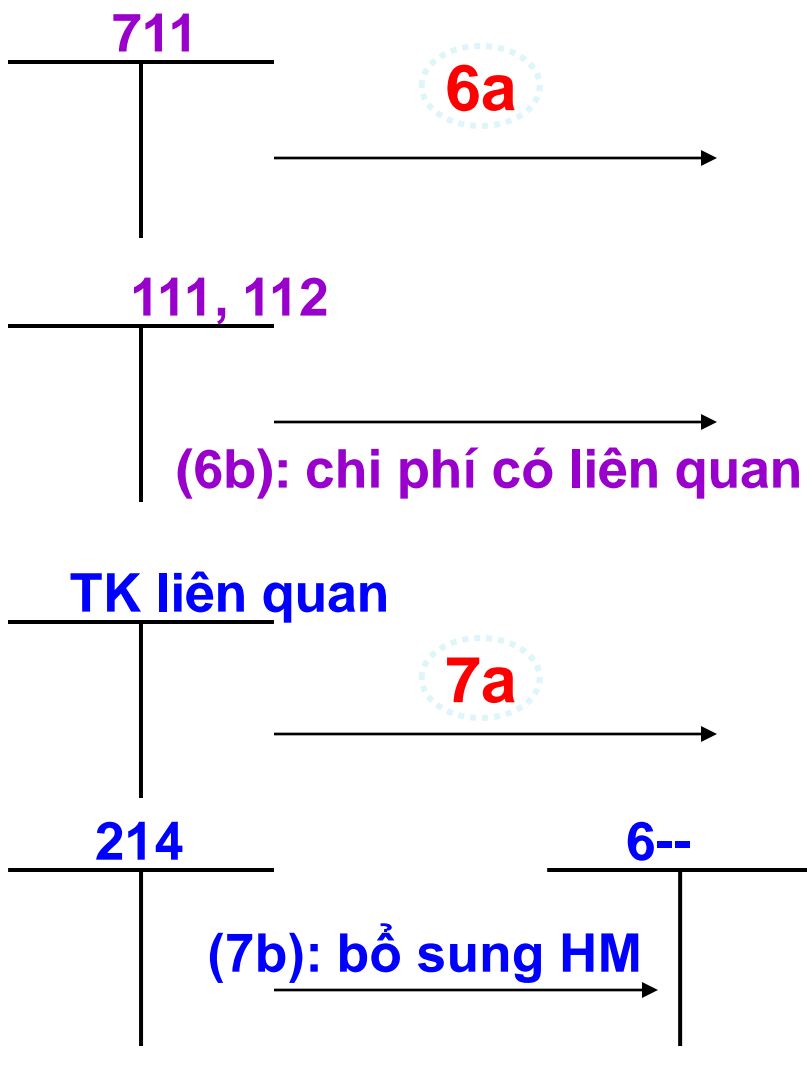 711
6a
111, 112
(6b): chi phí có liên quan
TK liên quan
7a
214
6--
(7b): bổ sung HM